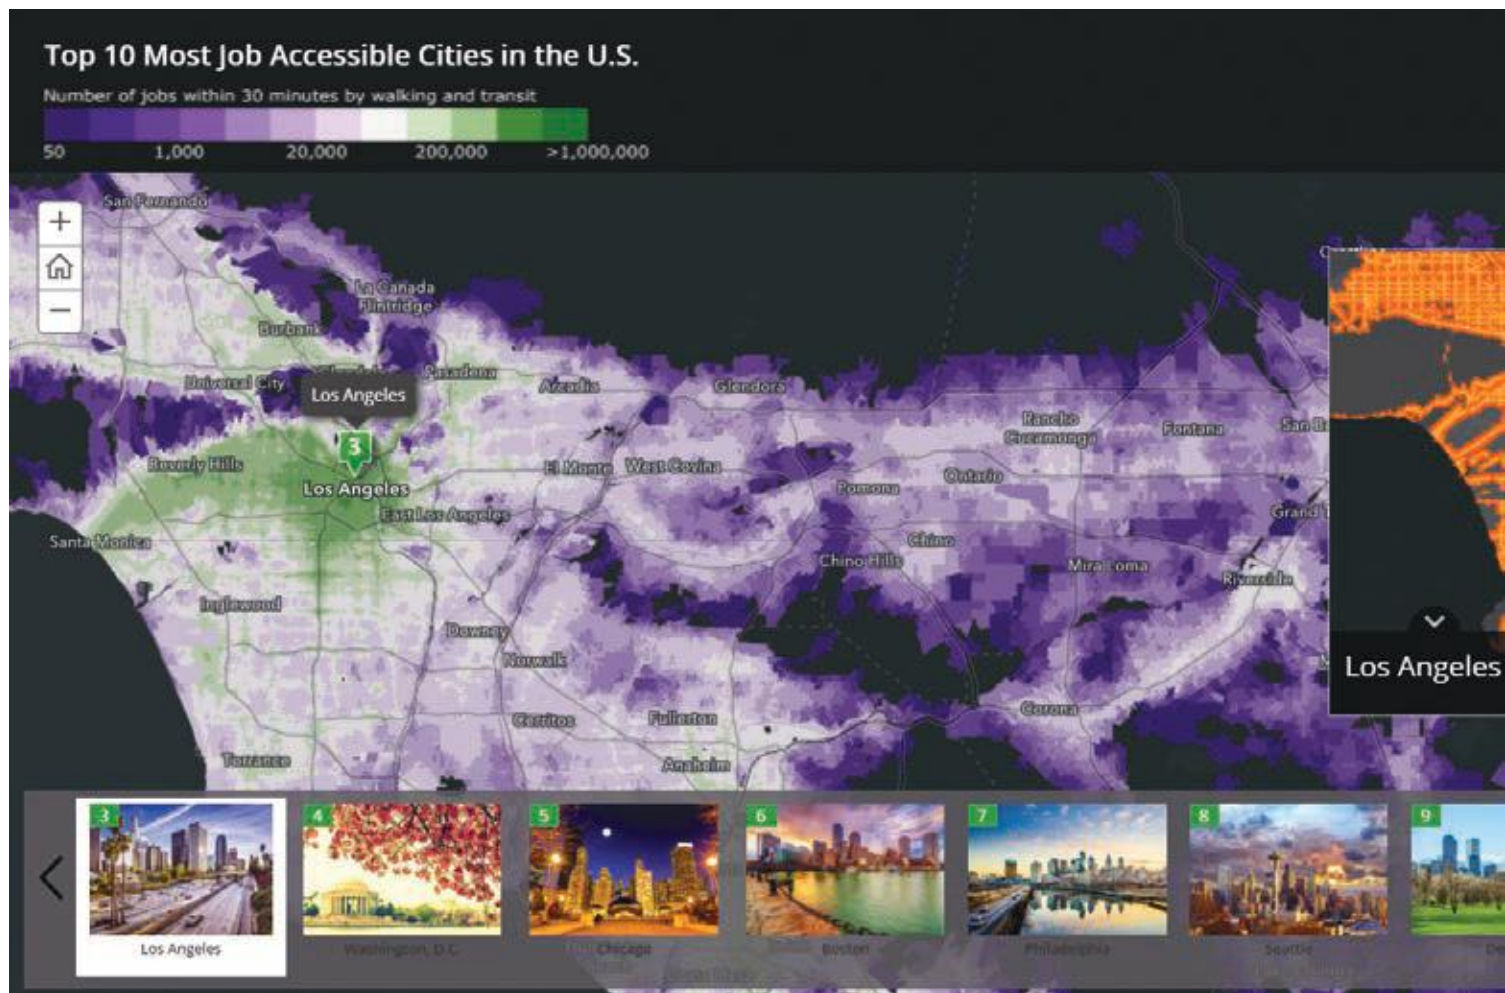 Top 10 Most Job Accessible Cities in the U.S.
Number of jobs within 30 minutes by walking and transit
50 1,000 20,000 200,000 >1,000,000
San Fernando
+
−
La Canada
Flintridge
Burbank
Universal City
Pasadena
Los Angeles
Arcadia
Glendora
Rancho
Cucamonga
Fontana
3
Beverly Hills
El Monte
West Covina
Los Angeles
Pomona
Ontario
East Los Angeles
Grand
Santa Monica
Chino
Chino Hills
Mira Loma
Riverside
Inglewood
Downey
Norwalk
Los Angeles
Corona
Cerritos
Fullerton
Torrance
Anaheim
3 4 5 6 7 8 9
Los Angeles
Washington, D.C.
Chicago
Boston
Philadelphia
Seattle